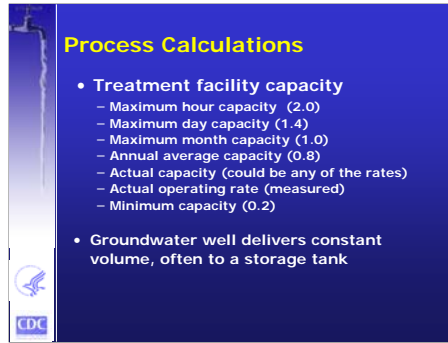 Process Calculations
• Treatment facility capacity
– Maximum hour capacity (2.0)
– Maximum day capacity (1.4)
– Maximum month capacity (1.0)
– Annual average capacity (0.8)
– Actual capacity (could be any of the rates)
– Actual operating rate (measured)
– Minimum capacity (0.2)
• Groundwater well delivers constant
volume, often to a storage tank
CDC